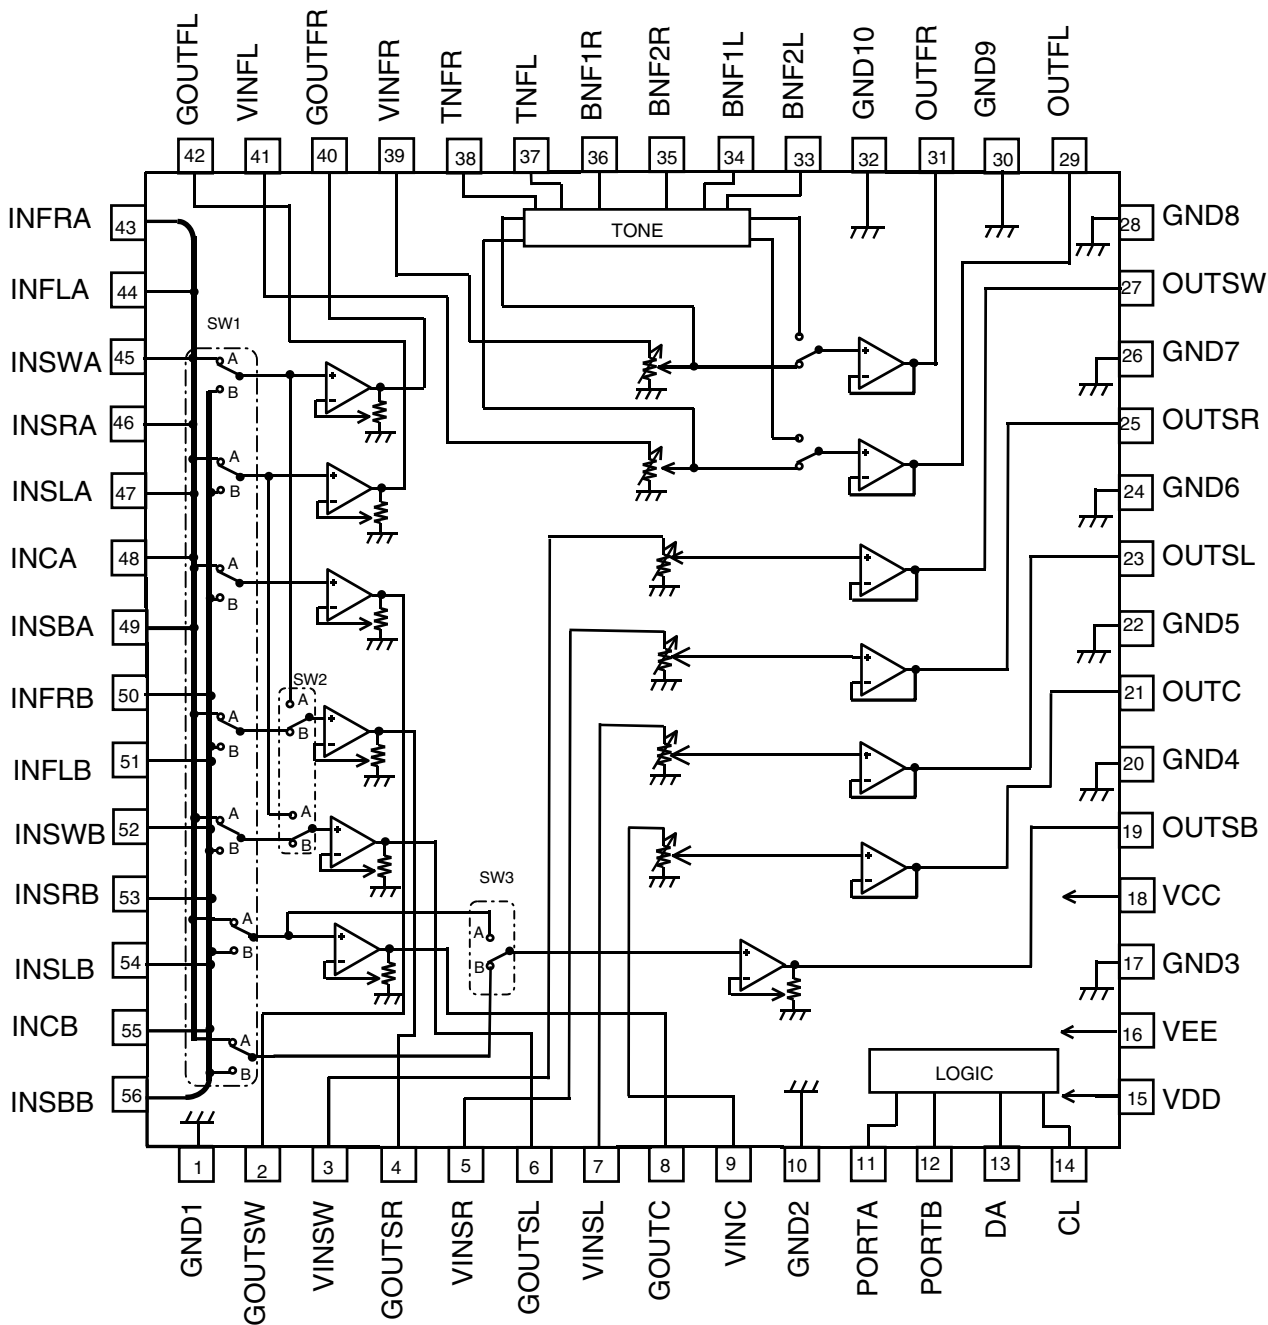 GOUTFL
VINFL
GOUTFR
VINFR
TNFR
TNFL
BNF1R
BNF2R
BNF1L
BNF2L
GND10
OUTFR
GND9
OUTFL
42
41
40
39
38
37
36
35
34
33
32
31
30
29
INFRA 43
INFLA 44
INSWA 45
INSRA 46
INSLA 47
INCA 48
INSBA 49
INFRB 50
INFLB 51
INSWB 52
INSRB 53
INSLB 54
INCB 55
INSBB 56
TONE
SW1
A
+
-
B
A
+
-
B
A
+
-
B
SW2
A
A
+
B
-
B
A
A
+
B
-
B
SW3
A
+
-
A
B
B
A
B
+
-
+
-
+
-
+
-
+
-
+
-
+
-
LOGIC
28 GND8
27 OUTSW
26 GND7
25 OUTSR
24 GND6
23 OUTSL
22 GND5
21 OUTC
20 GND4
19 OUTSB
18 VCC
17 GND3
16 VEE
15 VDD
1
2
3
4
5
6
7
8
9
10
11
12
13
14
GND1
GOUTSW
VINSW
GOUTSR
VINSR
GOUTSL
VINSL
GOUTC
VINC
GND2
PORTA
PORTB
DA
CL